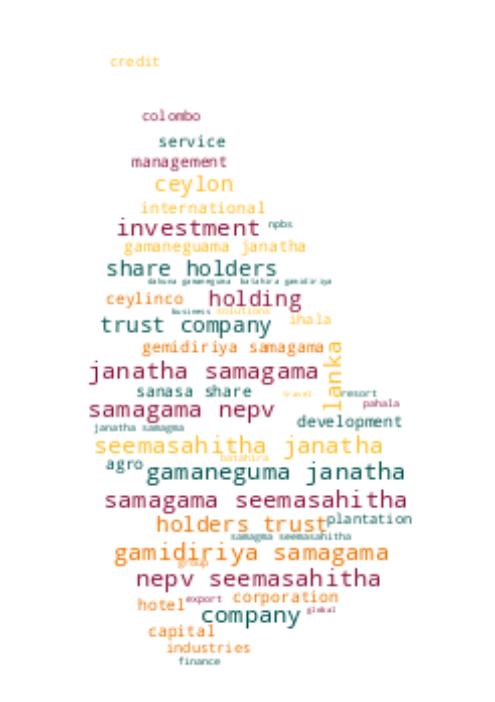 credit
colombo
service
management
ceylon
international
investment npbs
gamaneguama janatha
share holders
dakuna gamaneguma batahira gamidiriya
ceylinco holding
business solutions
trust company ihala
gemidiriya samagama
janatha samagama
lanka
sanasa share travel resort
samagama nepv pahala
development
janatha samagma
seemasahitha janatha
batahira
agro gamaneguma janatha
samagama seemasahitha
holders trust plantation
samagma seemasahitha
gamidiriya samagama
group
nepv seemasahitha
hotel export corporation
company global
capital
industries
finance